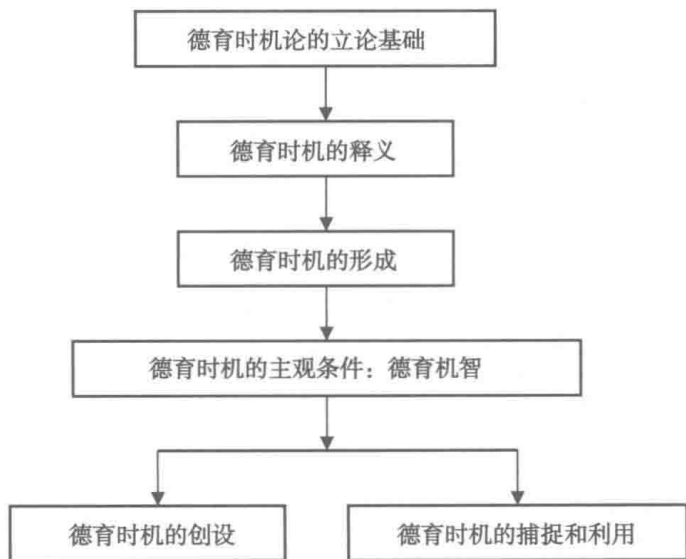 德育时机论的立论基础
德育时机的释义
德育时机的形成
德育时机的主观条件：德育机智
德育时机的创设
德育时机的捕捉和利用